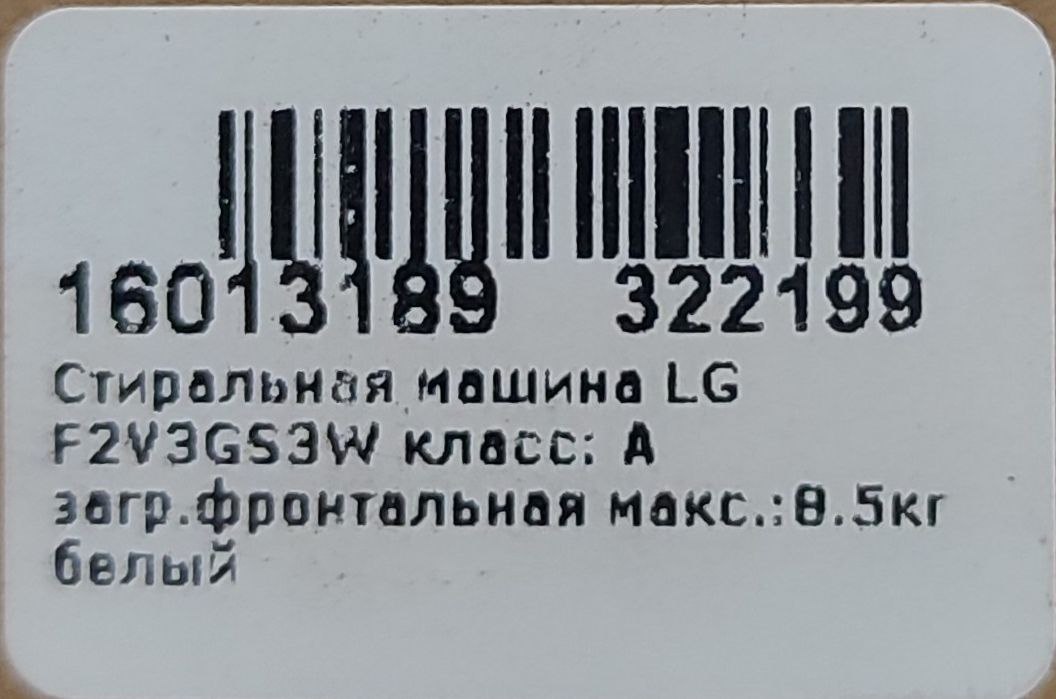 16013189 322199
Стиральная машина LG
F2V3GS3W класс: A
загр.фронтальная макс.:8.5кг
белый